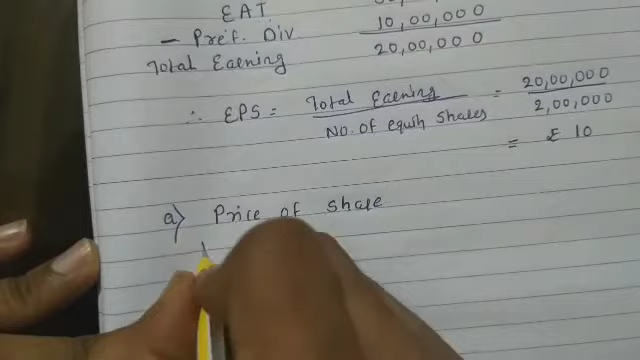 EAT
- Pref. Div 10,00,000
Total Earning 20,00,000
∴ EPS = Total Earning / No. of equity shares = 20,00,000 / 2,00,000
= £ 10
a) Price of Share